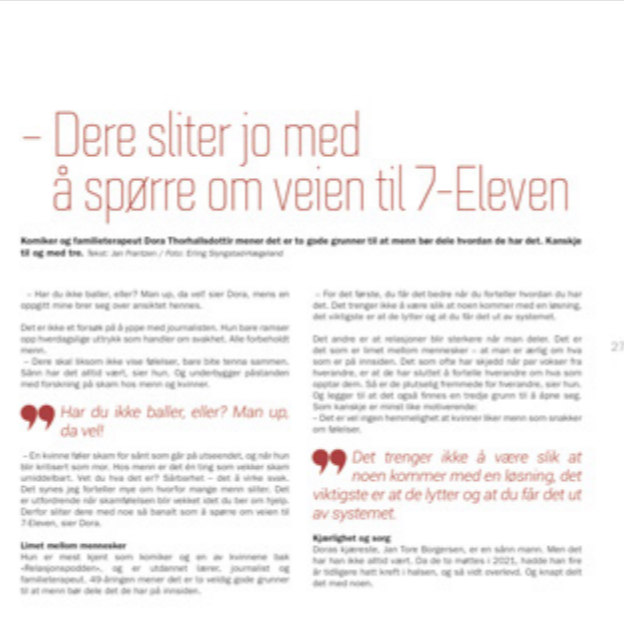 – Dere sliter jo med
å spørre om veien til 7-Eleven
Komiker og familieterapeut Dora Thorhallsdottir mener det er to gode grunner til at menn bør dele hvordan de har det. Kanskje
til og med tre. Tekst: Jan Frantzen / Foto: Erling Slyngstad-Hægeland
– Har du ikke baller, eller? Man up, da vel! sier Dora, mens en
oppgitt mine brer seg over ansiktet hennes.
Det er ikke et forsøk på å yppe med journalisten. Hun bare ramser
opp hverdagslige uttrykk som handler om svakhet. Alle forbeholdt
menn.
– Dere skal liksom ikke vise følelser, bare bite tenna sammen.
Sånn har det alltid vært, sier hun. Og underbygger påstanden
med forskning på skam hos menn og kvinner.
Har du ikke baller, eller? Man up,
da vel!
– En kvinne føler skam for sånt som går på utseendet, og når hun
blir kritisert som mor. Hos menn er det én ting som vekker skam
umiddelbart. Vet du hva det er? Sårbarhet – det å virke svak.
Det synes jeg forteller mye om hvorfor mange menn sliter. Det
er utfordrende når skamfølelsen blir vekket idet du ber om hjelp.
Derfor sliter dere med noe så banalt som å spørre om veien til
7-Eleven, sier Dora.
Limet mellom mennesker
Hun er mest kjent som komiker og en av kvinnene bak
«Relasjonspodden», og er utdannet lærer, journalist og
familieterapeut. 49-åringen mener det er to veldig gode grunner
til at menn bør dele det de har på innsiden.
– For det første, du får det bedre når du forteller hvordan du har
det. Det trenger ikke å være slik at noen kommer med en løsning,
det viktigste er at de lytter og at du får det ut av systemet.
Det andre er at relasjoner blir sterkere når man deler. Det er
det som er limet mellom mennesker – at man er ærlig om hva
som er på innsiden. Det som ofte har skjedd når par vokser fra
hverandre, er at de har sluttet å fortelle hverandre om hva som
opptar dem. Så er de plutselig fremmede for hverandre, sier hun.
Og legger til at det også finnes en tredje grunn til å åpne seg.
Som kanskje er minst like motiverende:
– Det er vel ingen hemmelighet at kvinner liker menn som snakker
om følelser.
Det trenger ikke å være slik at
noen kommer med en løsning, det
viktigste er at de lytter og at du får det ut
av systemet.
Kjærlighet og sorg
Doras kjæreste, Jan Tore Borgersen, er en sånn mann. Men det
har han ikke alltid vært. Da de to møttes i 2021, hadde han fire
år tidligere hatt kreft i halsen, og så vidt overlevd. Og knapt delt
det med noen.
27